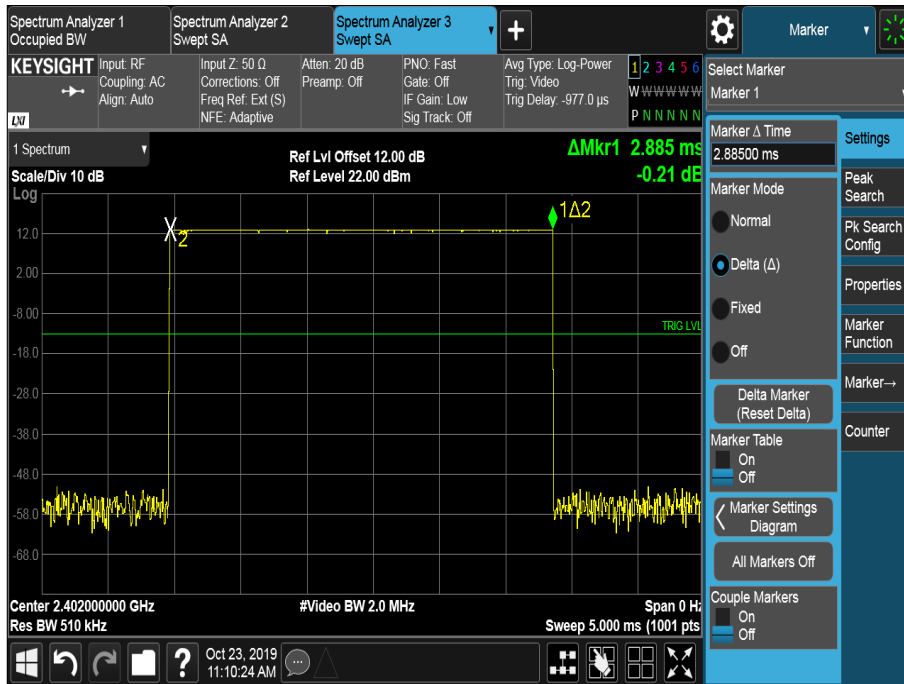 Spectrum Analyzer 1
Occupied BW
Spectrum Analyzer 2
Swept SA
Spectrum Analyzer 3
Swept SA
Marker
KEYSIGHT
LXI
Input: RF
Coupling: AC
Align: Auto
Input Z: 50 Ω
Corrections: Off
Freq Ref: Ext (S)
NFE: Adaptive
Atten: 20 dB
Preamp: Off
PNO: Fast
Gate: Off
IF Gain: Low
Sig Track: Off
Avg Type: Log-Power
Trig: Video
Trig Delay: -977.0 µs
1 2 3 4 5 6
W W W W W W
P N N N N N
Select Marker
Marker 1
1 Spectrum
Scale/Div 10 dB
Log
Ref Lvl Offset 12.00 dB
Ref Level 22.00 dBm
ΔMkr1 2.885 ms
-0.21 dB
12.0
2.00
-8.00
-18.0
-28.0
-38.0
-48.0
-58.0
-68.0
2
1Δ2
TRIG LVL
Center 2.402000000 GHz
Res BW 510 kHz
#Video BW 2.0 MHz
Span 0 Hz
Sweep 5.000 ms (1001 pts
Marker Δ Time
2.88500 ms
Marker Mode
Normal
Delta (Δ)
Fixed
Off
Delta Marker
(Reset Delta)
Marker Table
On
Off
Marker Settings
Diagram
All Markers Off
Couple Markers
On
Off
Settings
Peak
Search
Pk Search
Config
Properties
Marker
Function
Marker→
Counter
?
Oct 23, 2019
11:10:24 AM